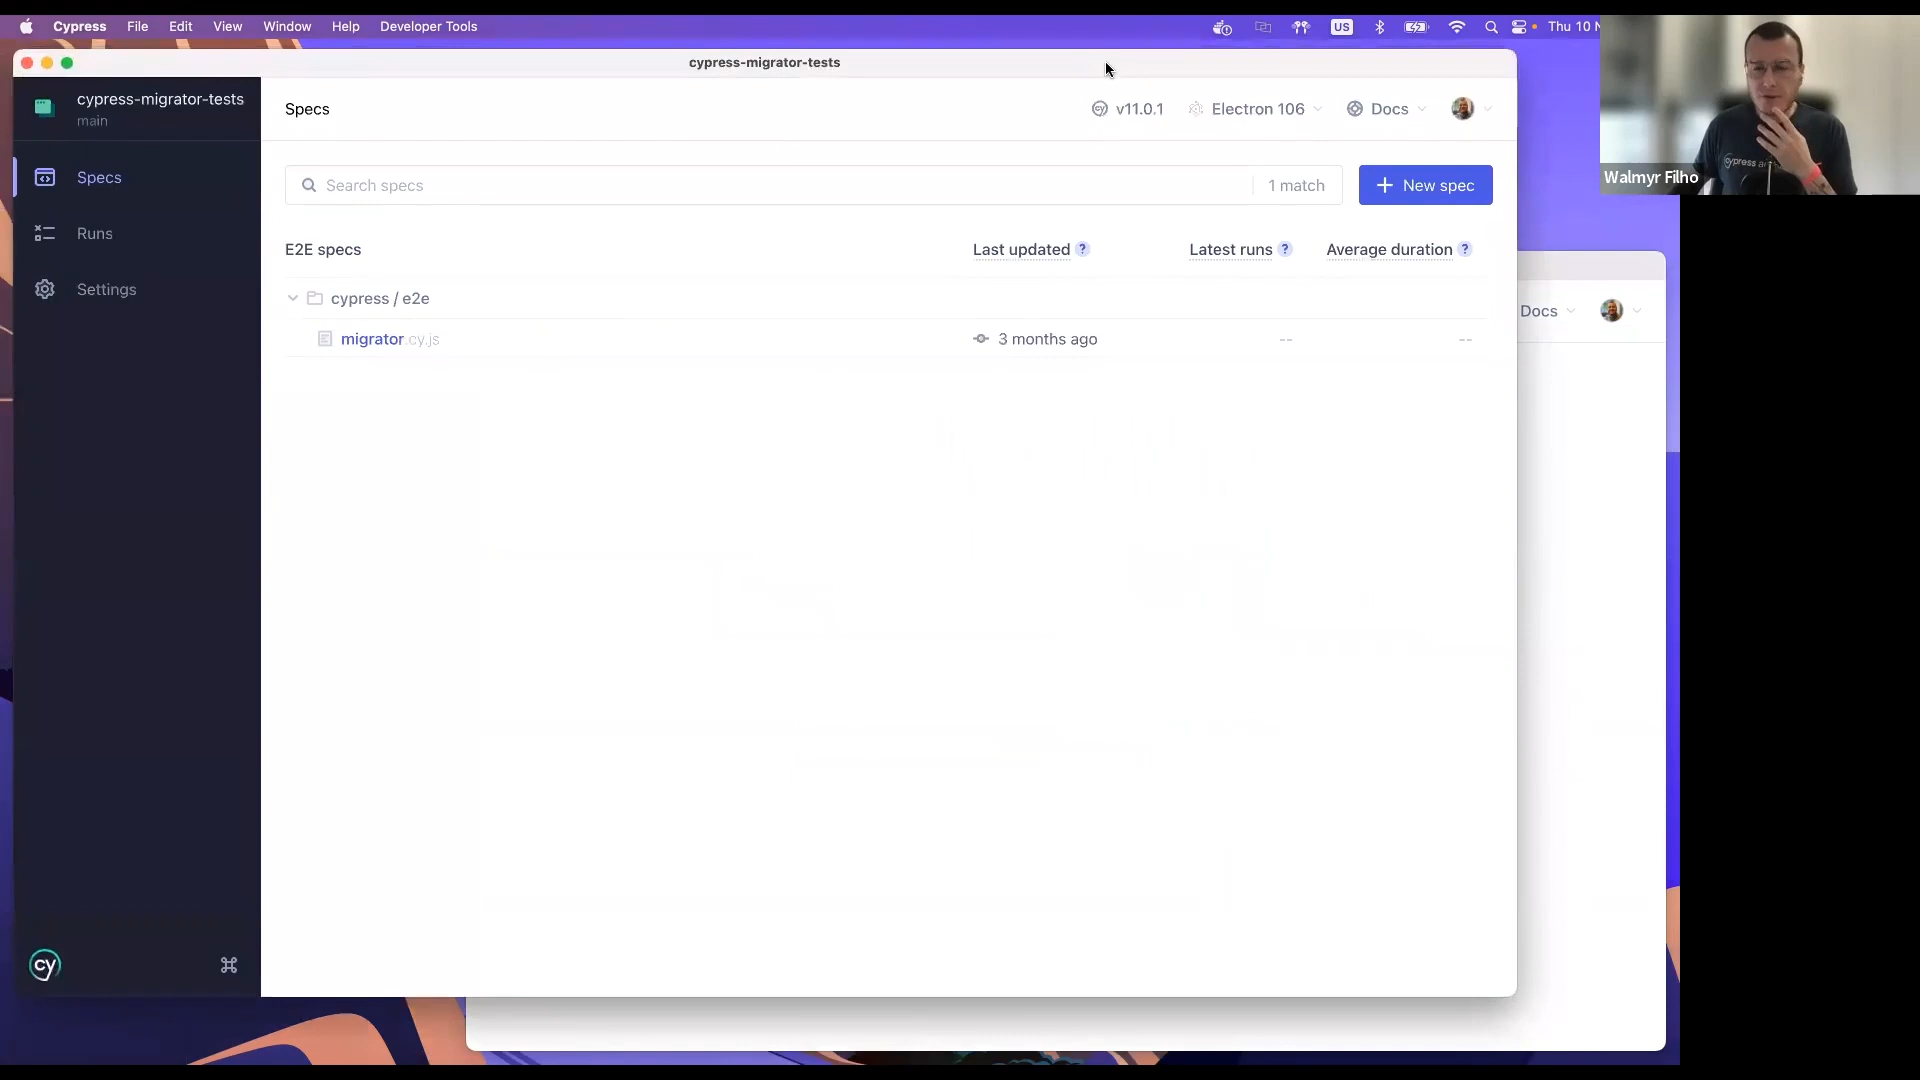 Cypress File Edit View Window Help Developer Tools US Thu 10 N
cypress-migrator-tests
cypress-migrator-tests
main
Specs
Runs
Settings
cy
Specs
v11.0.1 Electron 106 Docs
Search specs 1 match New spec
E2E specs Last updated ? Latest runs ? Average duration ?
cypress / e2e
migrator.cy.js 3 months ago -- --
Docs
cypress
Walmyr Filho